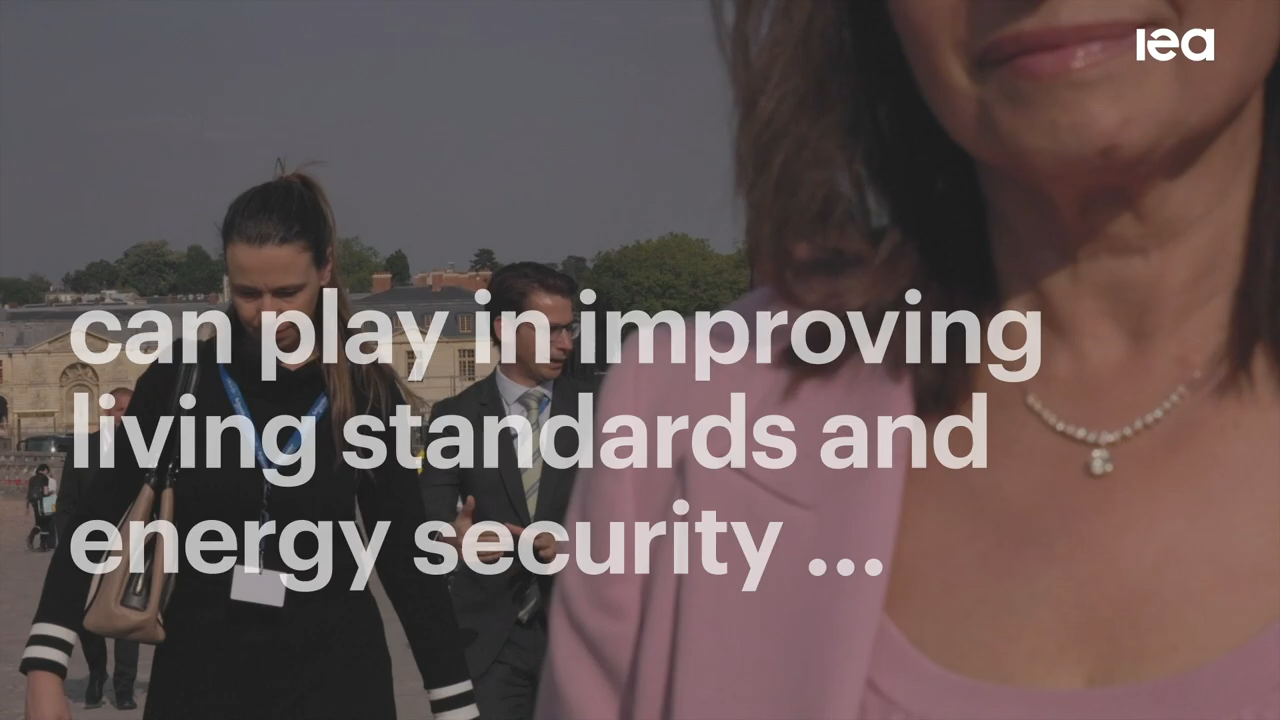 iea
can play in improving
living standards and
energy security ...